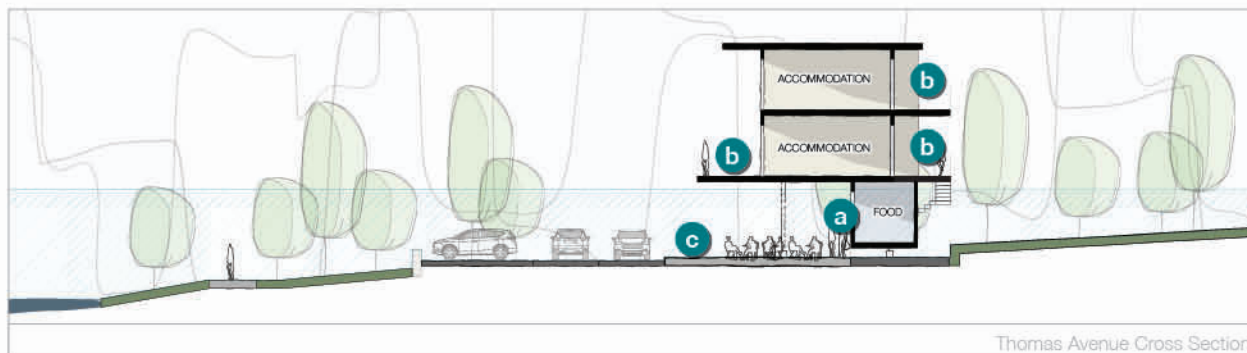 ACCOMMODATION b
ACCOMMODATION b
b
a FOOD
c
Thomas Avenue Cross Section